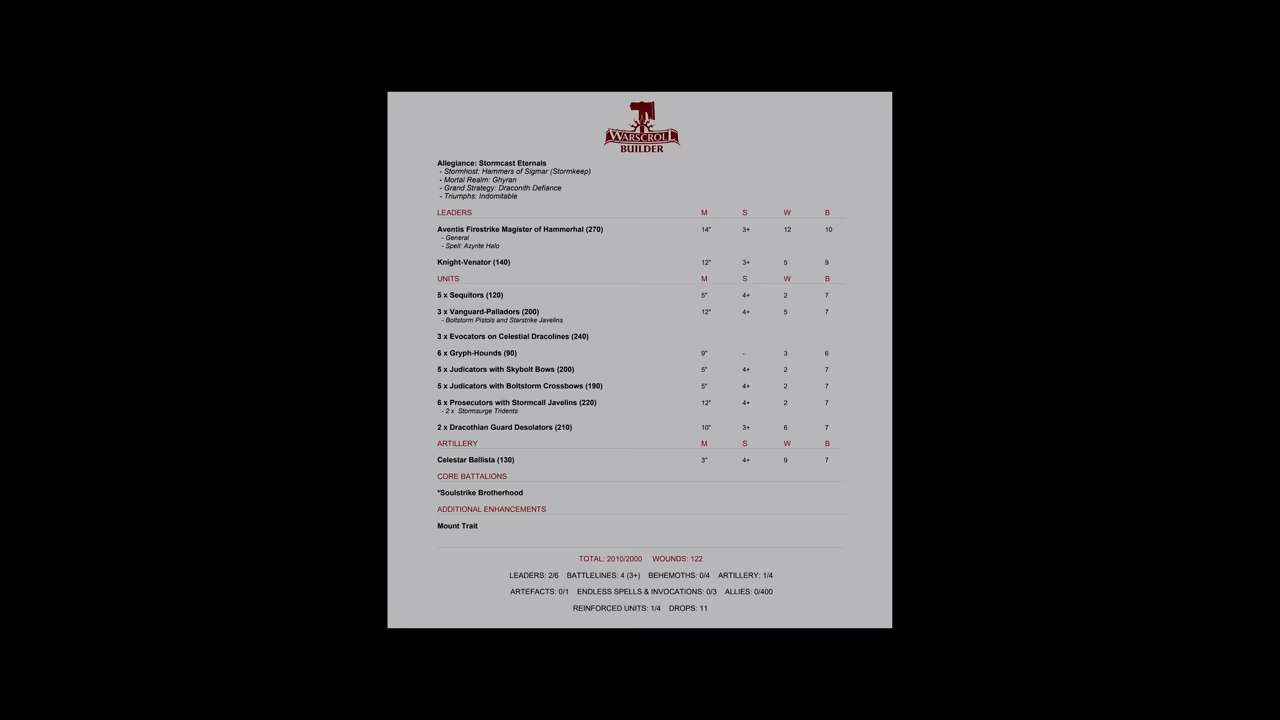 WARSCROLL
BUILDER
Allegiance: Stormcast Eternals
- Stormhost: Hammers of Sigmar (Stormkeep)
- Mortal Realm: Ghyran
- Grand Strategy: Draconith Defiance
- Triumphs: Indomitable
LEADERS M S W B
Aventis Firestrike Magister of Hammerhal (270) 14" 3+ 12 10
- General
- Spell: Azyrite Halo
Knight-Venator (140) 12" 3+ 5 9
UNITS M S W B
5 x Sequitors (120) 5" 4+ 2 7
3 x Vanguard-Palladors (200) 12" 4+ 5 7
- Boltstorm Pistols and Starstrike Javelins
3 x Evocators on Celestial Dracolines (240)
6 x Gryph-Hounds (90) 9" - 3 6
5 x Judicators with Skybolt Bows (200) 5" 4+ 2 7
5 x Judicators with Boltstorm Crossbows (190) 5" 4+ 2 7
6 x Prosecutors with Stormcall Javelins (220) 12" 4+ 2 7
- 2 x Stormsurge Tridents
2 x Dracothian Guard Desolators (210) 10" 3+ 6 7
ARTILLERY M S W B
Celestar Ballista (130) 3" 4+ 9 7
CORE BATTALIONS
*Soulstrike Brotherhood
ADDITIONAL ENHANCEMENTS
Mount Trait
TOTAL: 2010/2000 WOUNDS: 122
LEADERS: 2/6 BATTLELINES: 4 (3+) BEHEMOTHS: 0/4 ARTILLERY: 1/4
ARTEFACTS: 0/1 ENDLESS SPELLS & INVOCATIONS: 0/3 ALLIES: 0/400
REINFORCED UNITS: 1/4 DROPS: 11